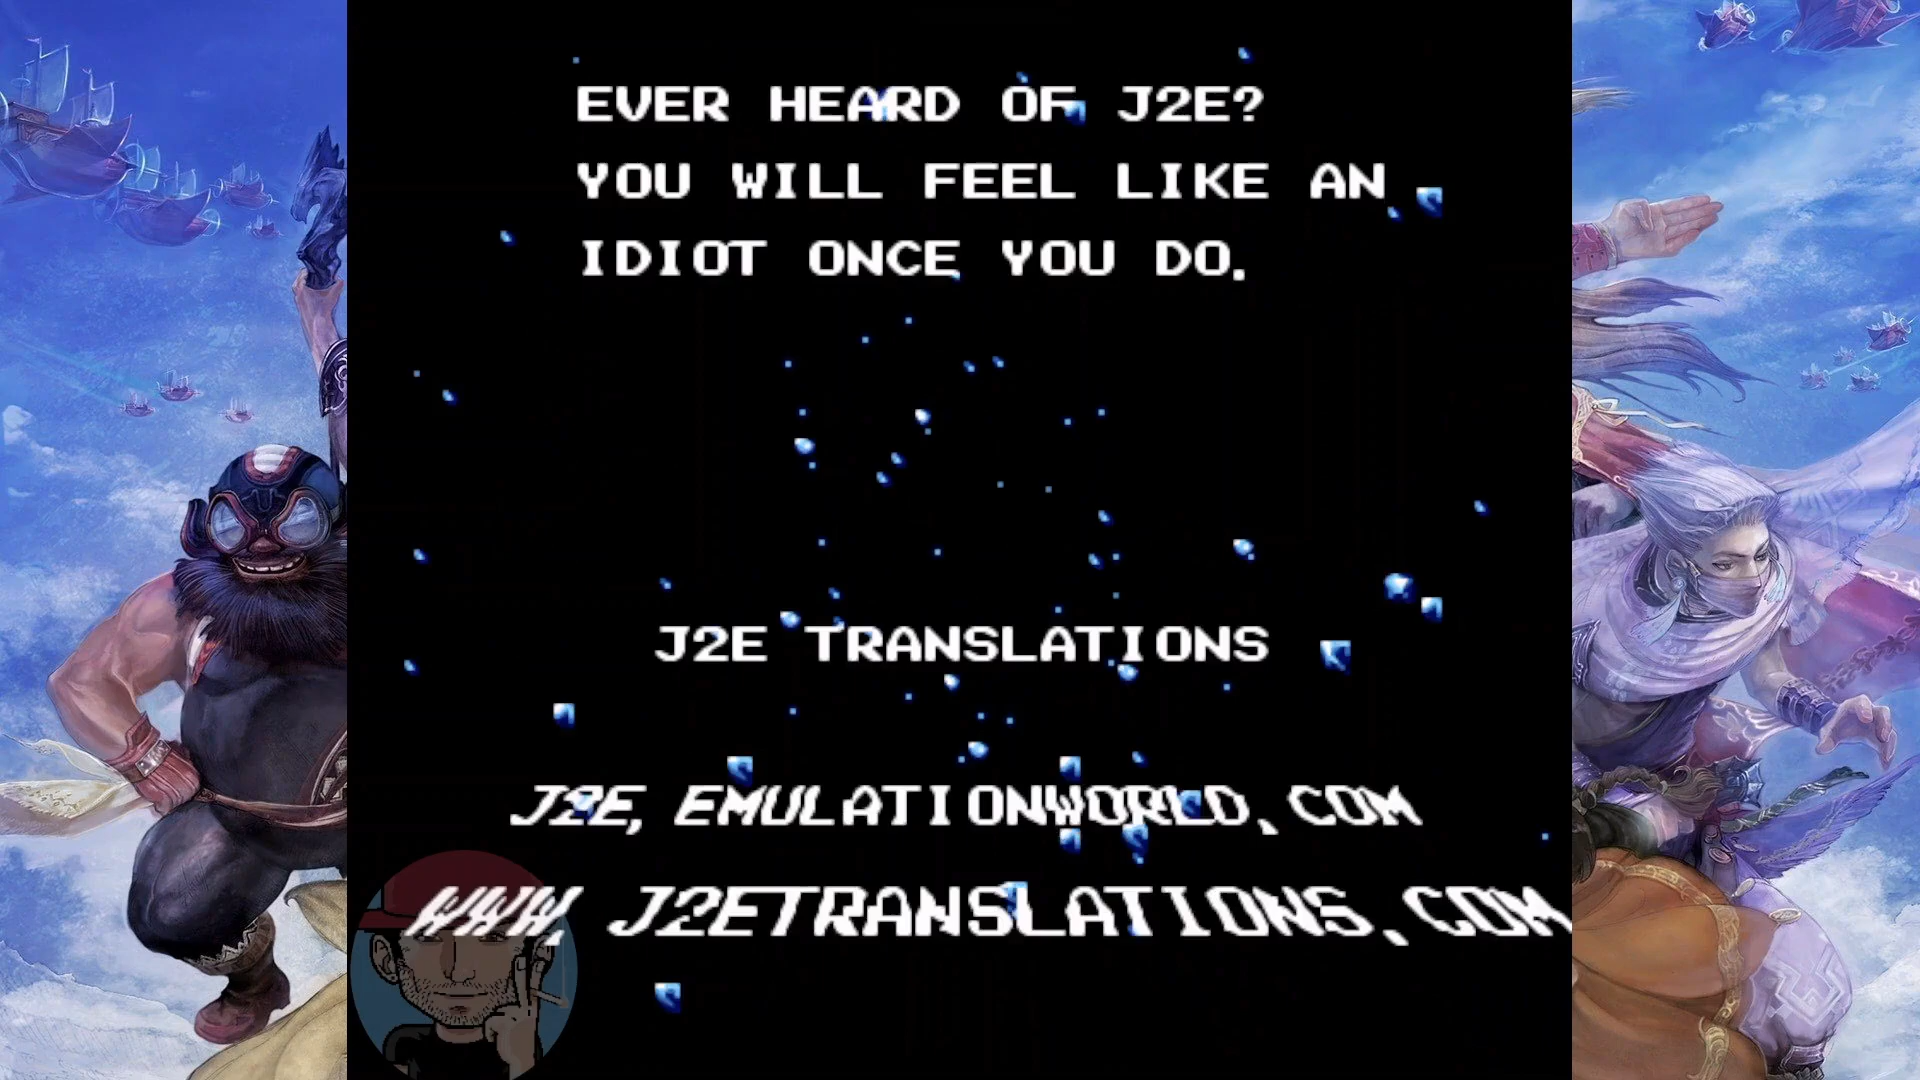 EVER HEARD OF J2E?
YOU WILL FEEL LIKE AN
IDIOT ONCE YOU DO.
J2E TRANSLATIONS
J2E, EMULATIONWORLD.COM
WWW. J2ETRANSLATIONS.COM